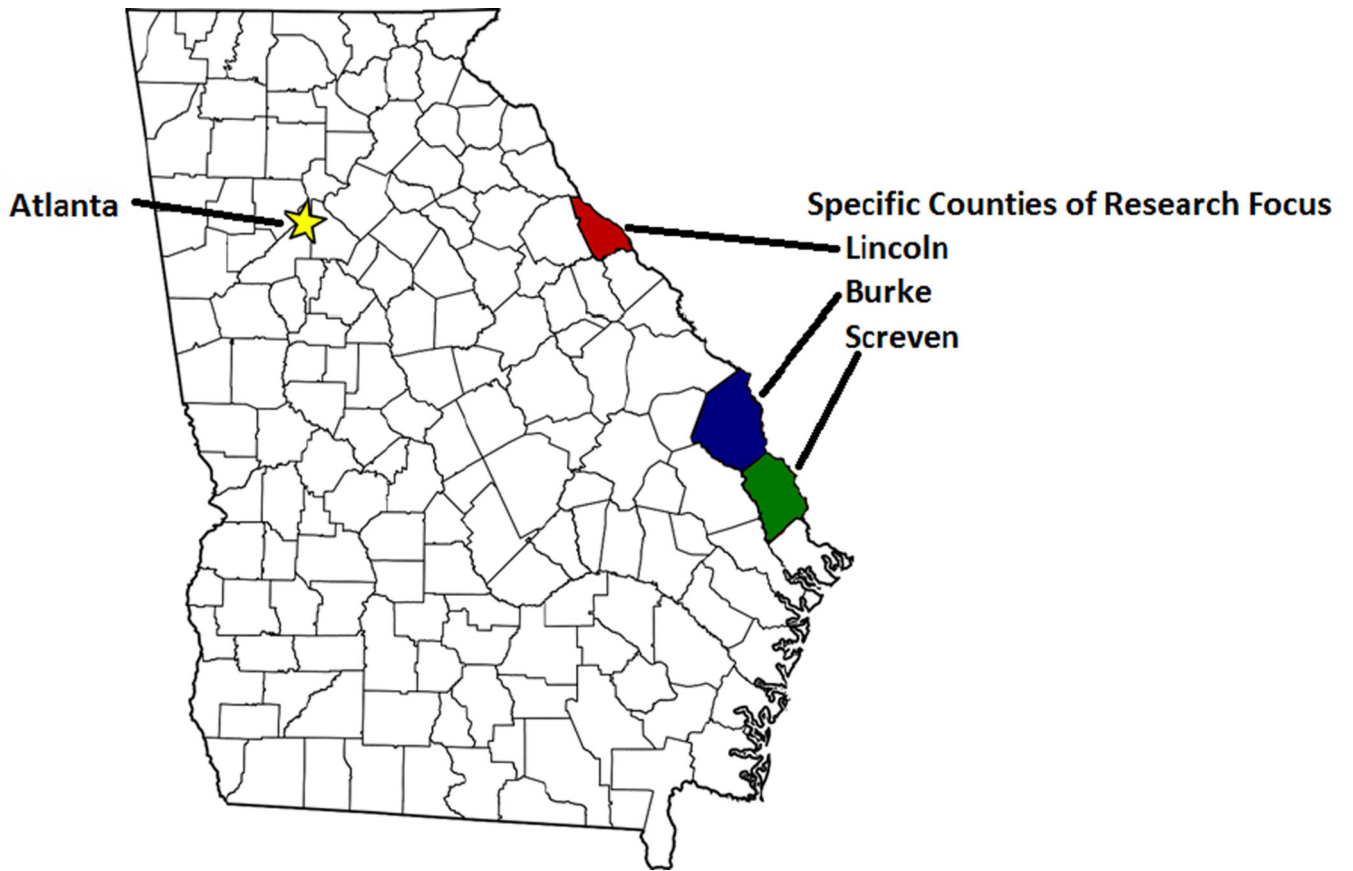 Atlanta
Specific Counties of Research Focus
Lincoln
Burke
Screven